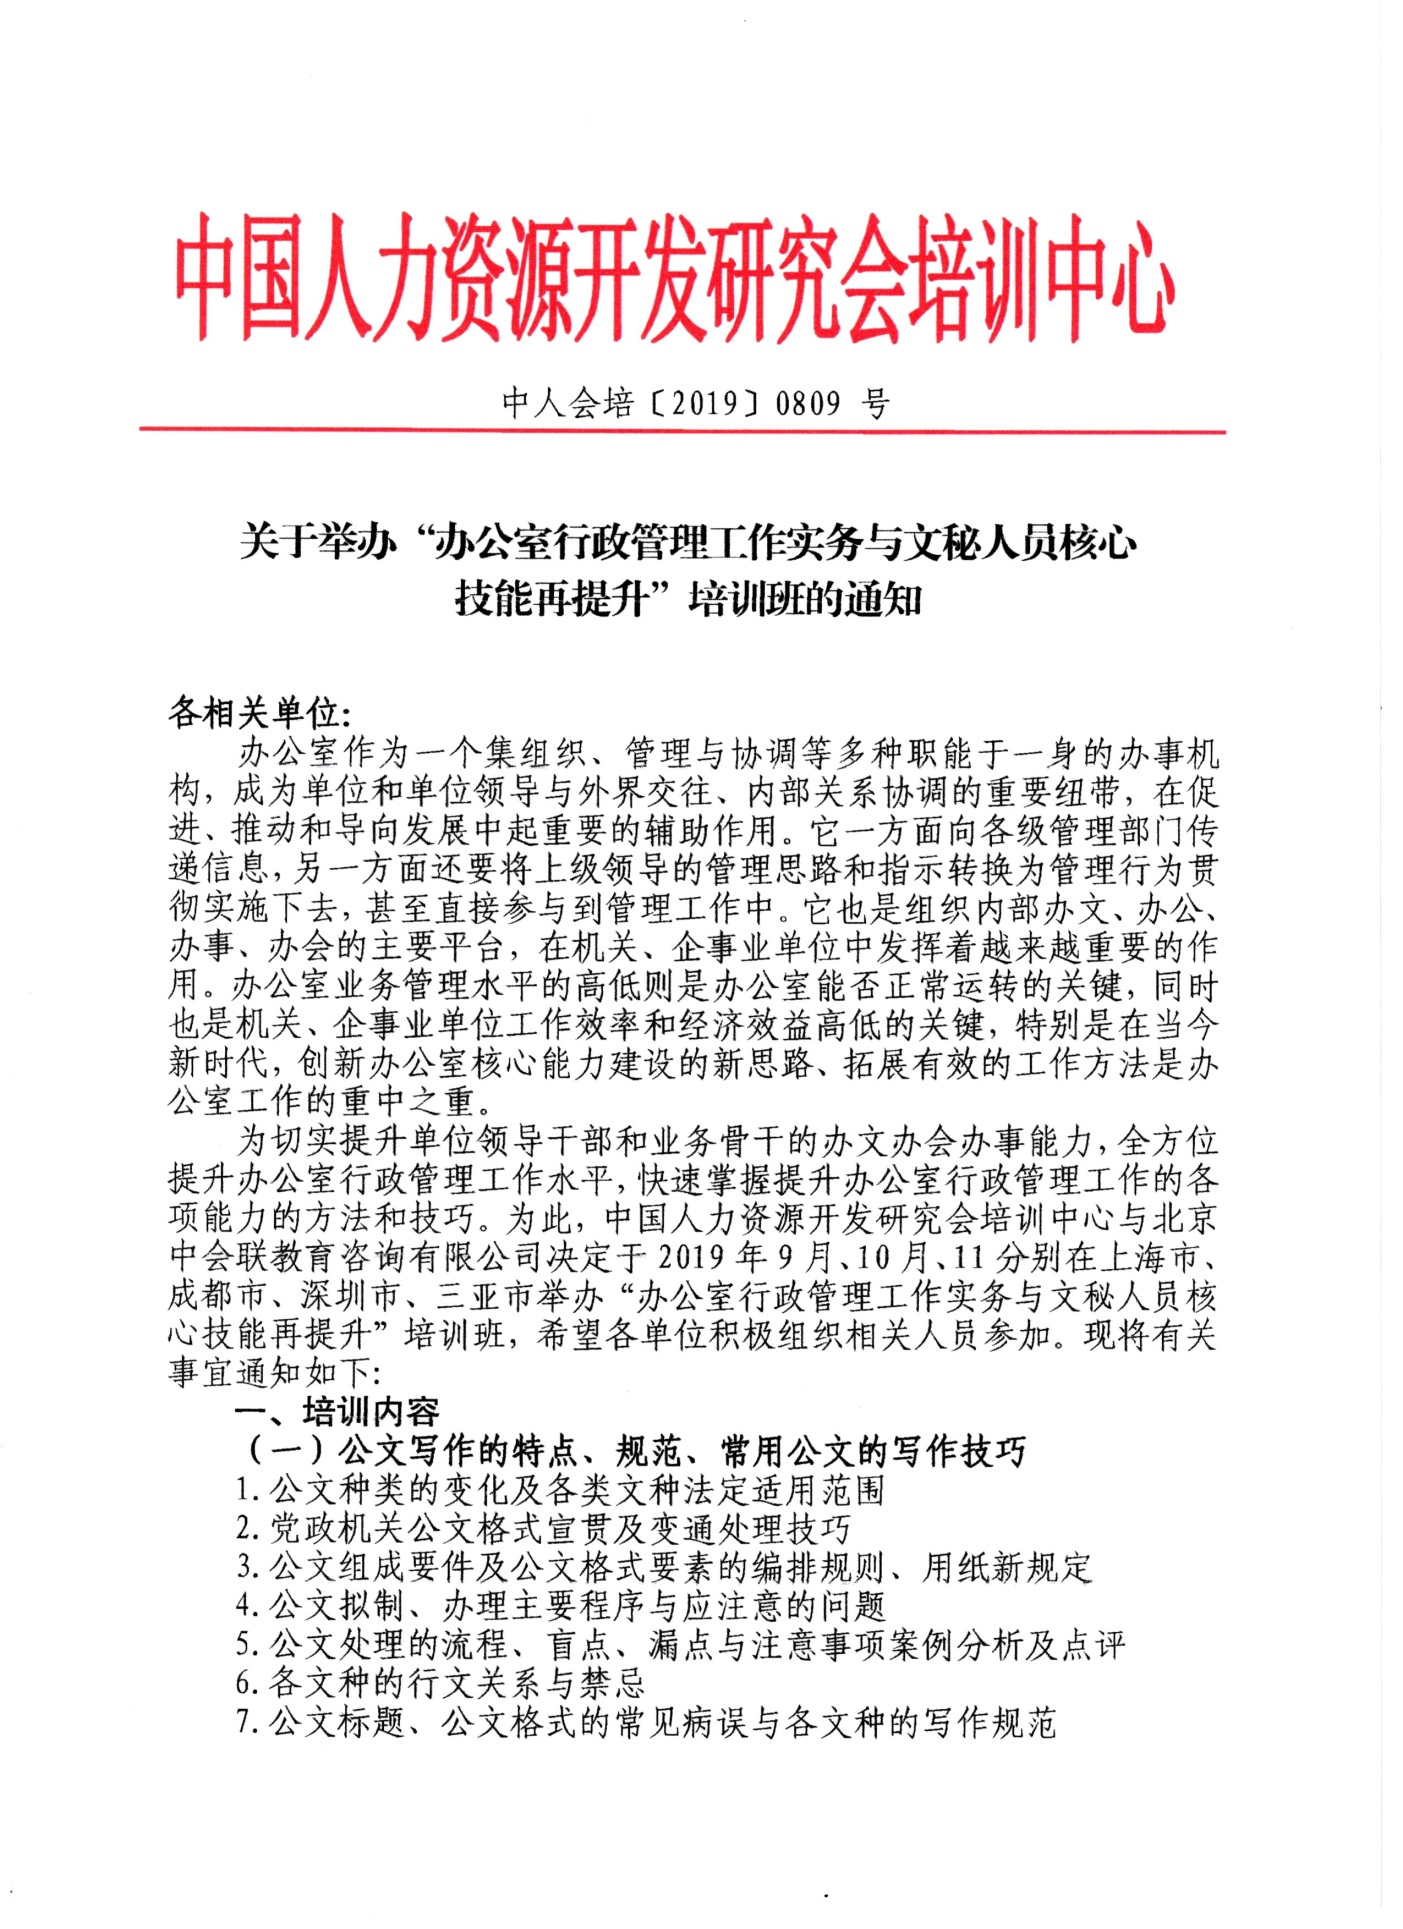 中国人力资源开发研究会培训中心
中人会培〔2019〕0809 号
关于举办“办公室行政管理工作实务与文秘人员核心
技能再提升”培训班的通知
各相关单位:
办公室作为一个集组织、管理与协调等多种职能于一身的办事机
构，成为单位和单位领导与外界交往、内部关系协调的重要纽带，在促
进、推动和导向发展中起重要的辅助作用。它一方面向各级管理部门传
递信息，另一方面还要将上级领导的管理思路和指示转换为管理行为贯
彻实施下去，甚至直接参与到管理工作中。它也是组织内部办文、办公、
办事、办会的主要平台，在机关、企事业单位中发挥着越来越重要的作
用。办公室业务管理水平的高低则是办公室能否正常运转的关键，同时
也是机关、企事业单位工作效率和经济效益高低的关键，特别是在当今
新时代，创新办公室核心能力建设的新思路、拓展有效的工作方法是办
公室工作的重中之重。
为切实提升单位领导干部和业务骨干的办文办会办事能力，全方位
提升办公室行政管理工作水平，快速掌握提升办公室行政管理工作的各
项能力的方法和技巧。为此，中国人力资源开发研究会培训中心与北京
中会联教育咨询有限公司决定于 2019 年 9 月、10 月、11 分别在上海市、
成都市、深圳市、三亚市举办“办公室行政管理工作实务与文秘人员核
心技能再提升”培训班，希望各单位积极组织相关人员参加。现将有关
事宜通知如下:
一、培训内容
（一）公文写作的特点、规范、常用公文的写作技巧
1. 公文种类的变化及各类文种法定适用范围
2. 党政机关公文格式宣贯及变通处理技巧
3. 公文组成要件及公文格式要素的编排规则、用纸新规定
4. 公文拟制、办理主要程序与应注意的问题
5. 公文处理的流程、盲点、漏点与注意事项案例分析及点评
6. 各文种的行文关系与禁忌
7. 公文标题、公文格式的常见病误与各文种的写作规范